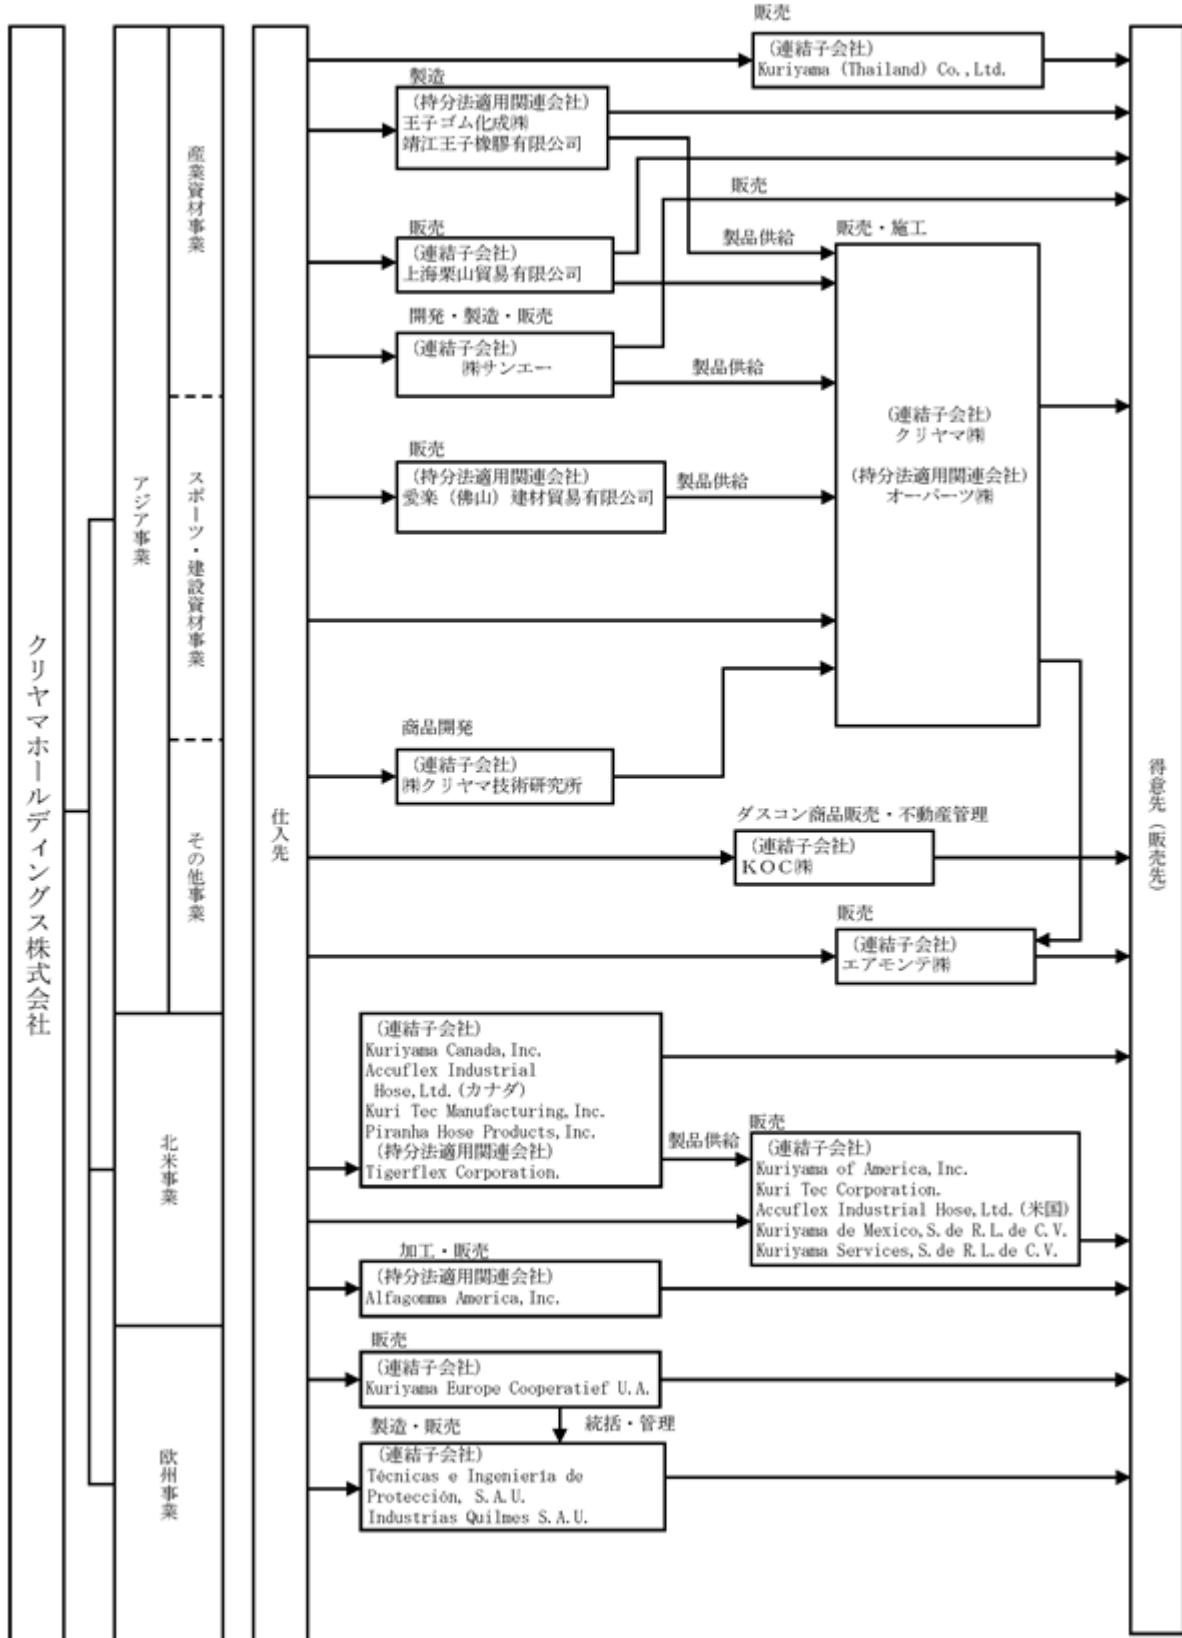 クリヤマホールディングス株式会社
アジア事業
産業資材事業
スポーツ・建設資材事業
その他事業
北米事業
欧州事業
仕入先
販売
(連結子会社)
Kuriyama (Thailand) Co.,Ltd.
製造
(持分法適用関連会社)
王子ゴム化成㈱
靖江王子橡膠有限公司
販売
販売
(連結子会社)
上海栗山貿易有限公司
製品供給
開発・製造・販売
(連結子会社)
㈱サンエー
製品供給
販売
(持分法適用関連会社)
愛楽（佛山）建材貿易有限公司
製品供給
販売・施工
(連結子会社)
クリヤマ㈱
(持分法適用関連会社)
オーパーツ㈱
商品開発
(連結子会社)
㈱クリヤマ技術研究所
ダスコン商品販売・不動産管理
(連結子会社)
ＫＯＣ㈱
販売
(連結子会社)
エアモンテ㈱
(連結子会社)
Kuriyama Canada,Inc.
Accuflex Industrial
Hose,Ltd.(カナダ)
Kuri Tec Manufacturing,Inc.
Piranha Hose Products,Inc.
(持分法適用関連会社)
Tigerflex Corporation.
製品供給
販売
(連結子会社)
Kuriyama of America,Inc.
Kuri Tec Corporation.
Accuflex Industrial Hose,Ltd.(米国)
Kuriyama de Mexico,S.de R.L.de C.V.
Kuriyama Services,S.de R.L.de C.V.
加工・販売
(持分法適用関連会社)
Alfagomma America,Inc.
販売
(連結子会社)
Kuriyama Europe Cooperatief U.A.
統括・管理
製造・販売
(連結子会社)
Técnicas e Ingeniería de
Protección, S.A.U.
Industrias Quilmes S.A.U.
得意先（販売先）